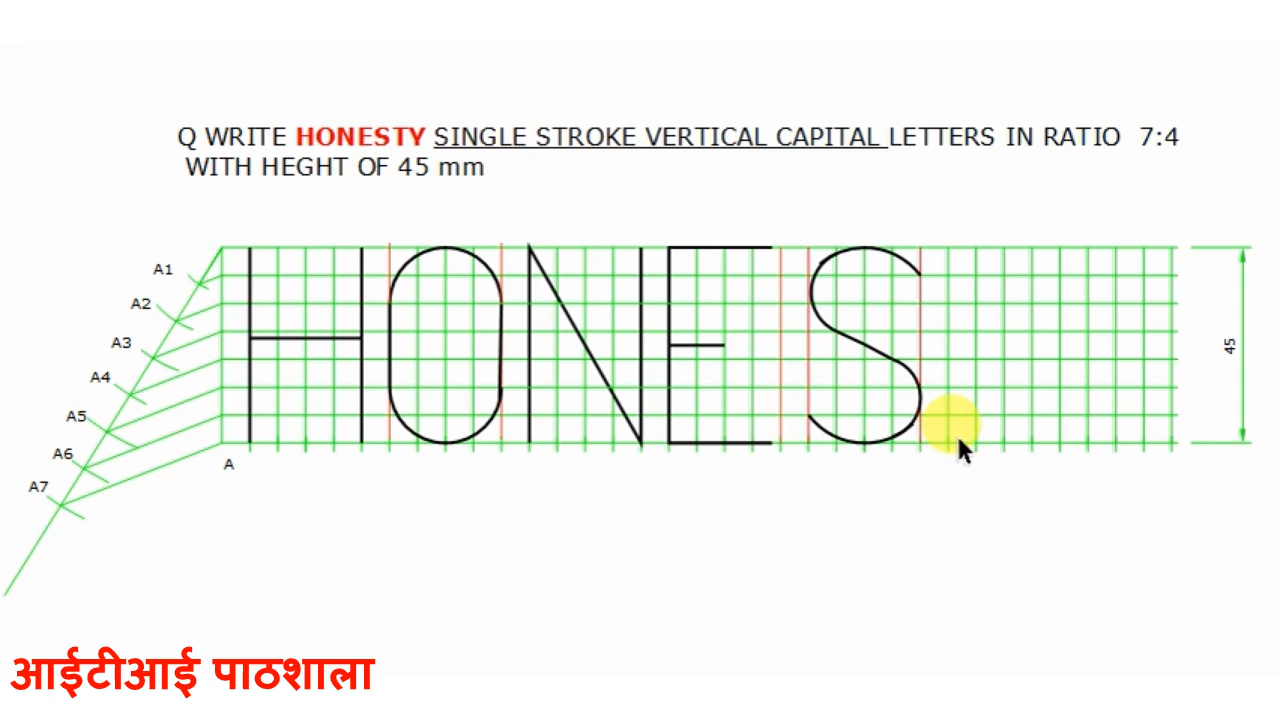 Q WRITE HONESTY SINGLE STROKE VERTICAL CAPITAL LETTERS IN RATIO 7:4
WITH HEGHT OF 45 mm
HONES
A1
A2
A3
A4
A5
A6
A7
A
45
आईटीआई पाठशाला